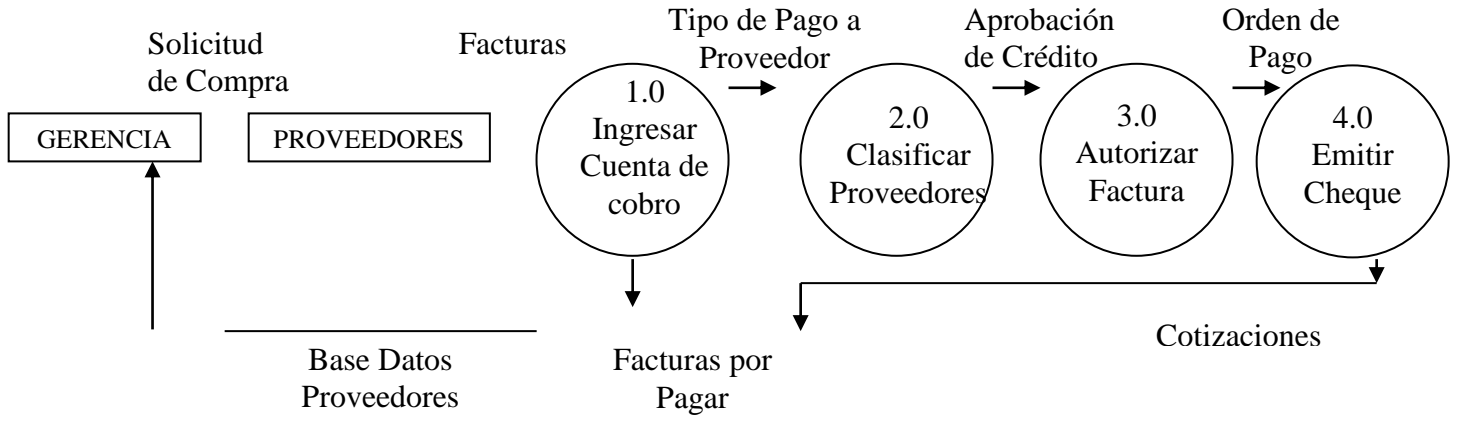 Solicitud
de Compra
Facturas
Tipo de Pago a
Proveedor
Aprobación
de Crédito
Orden de
Pago
GERENCIA
PROVEEDORES
1.0
Ingresar
Cuenta de
cobro
2.0
Clasificar
Proveedores
3.0
Autorizar
Factura
4.0
Emitir
Cheque
Base Datos
Proveedores
Facturas por
Pagar
Cotizaciones